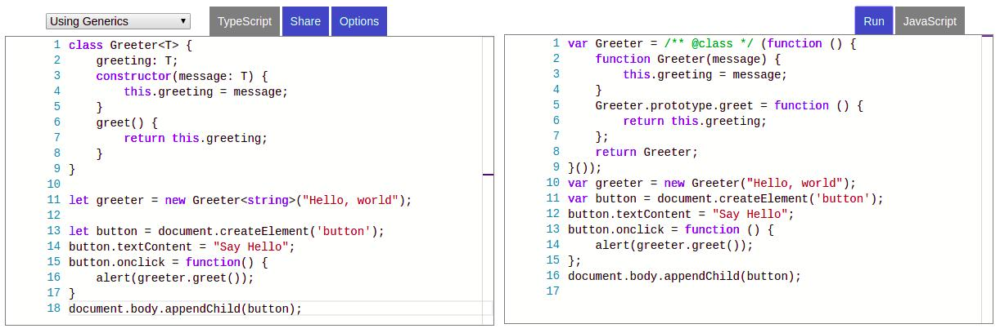 Using Generics TypeScript Share Options
1 class Greeter<T> {
2     greeting: T;
3     constructor(message: T) {
4         this.greeting = message;
5     }
6     greet() {
7         return this.greeting;
8     }
9 }
10
11 let greeter = new Greeter<string>("Hello, world");
12
13 let button = document.createElement('button');
14 button.textContent = "Say Hello";
15 button.onclick = function() {
16     alert(greeter.greet());
17 }
18 document.body.appendChild(button);
Run JavaScript
1 var Greeter = /** @class */ (function () {
2     function Greeter(message) {
3         this.greeting = message;
4     }
5     Greeter.prototype.greet = function () {
6         return this.greeting;
7     };
8     return Greeter;
9 }());
10 var greeter = new Greeter("Hello, world");
11 var button = document.createElement('button');
12 button.textContent = "Say Hello";
13 button.onclick = function () {
14     alert(greeter.greet());
15 };
16 document.body.appendChild(button);
17